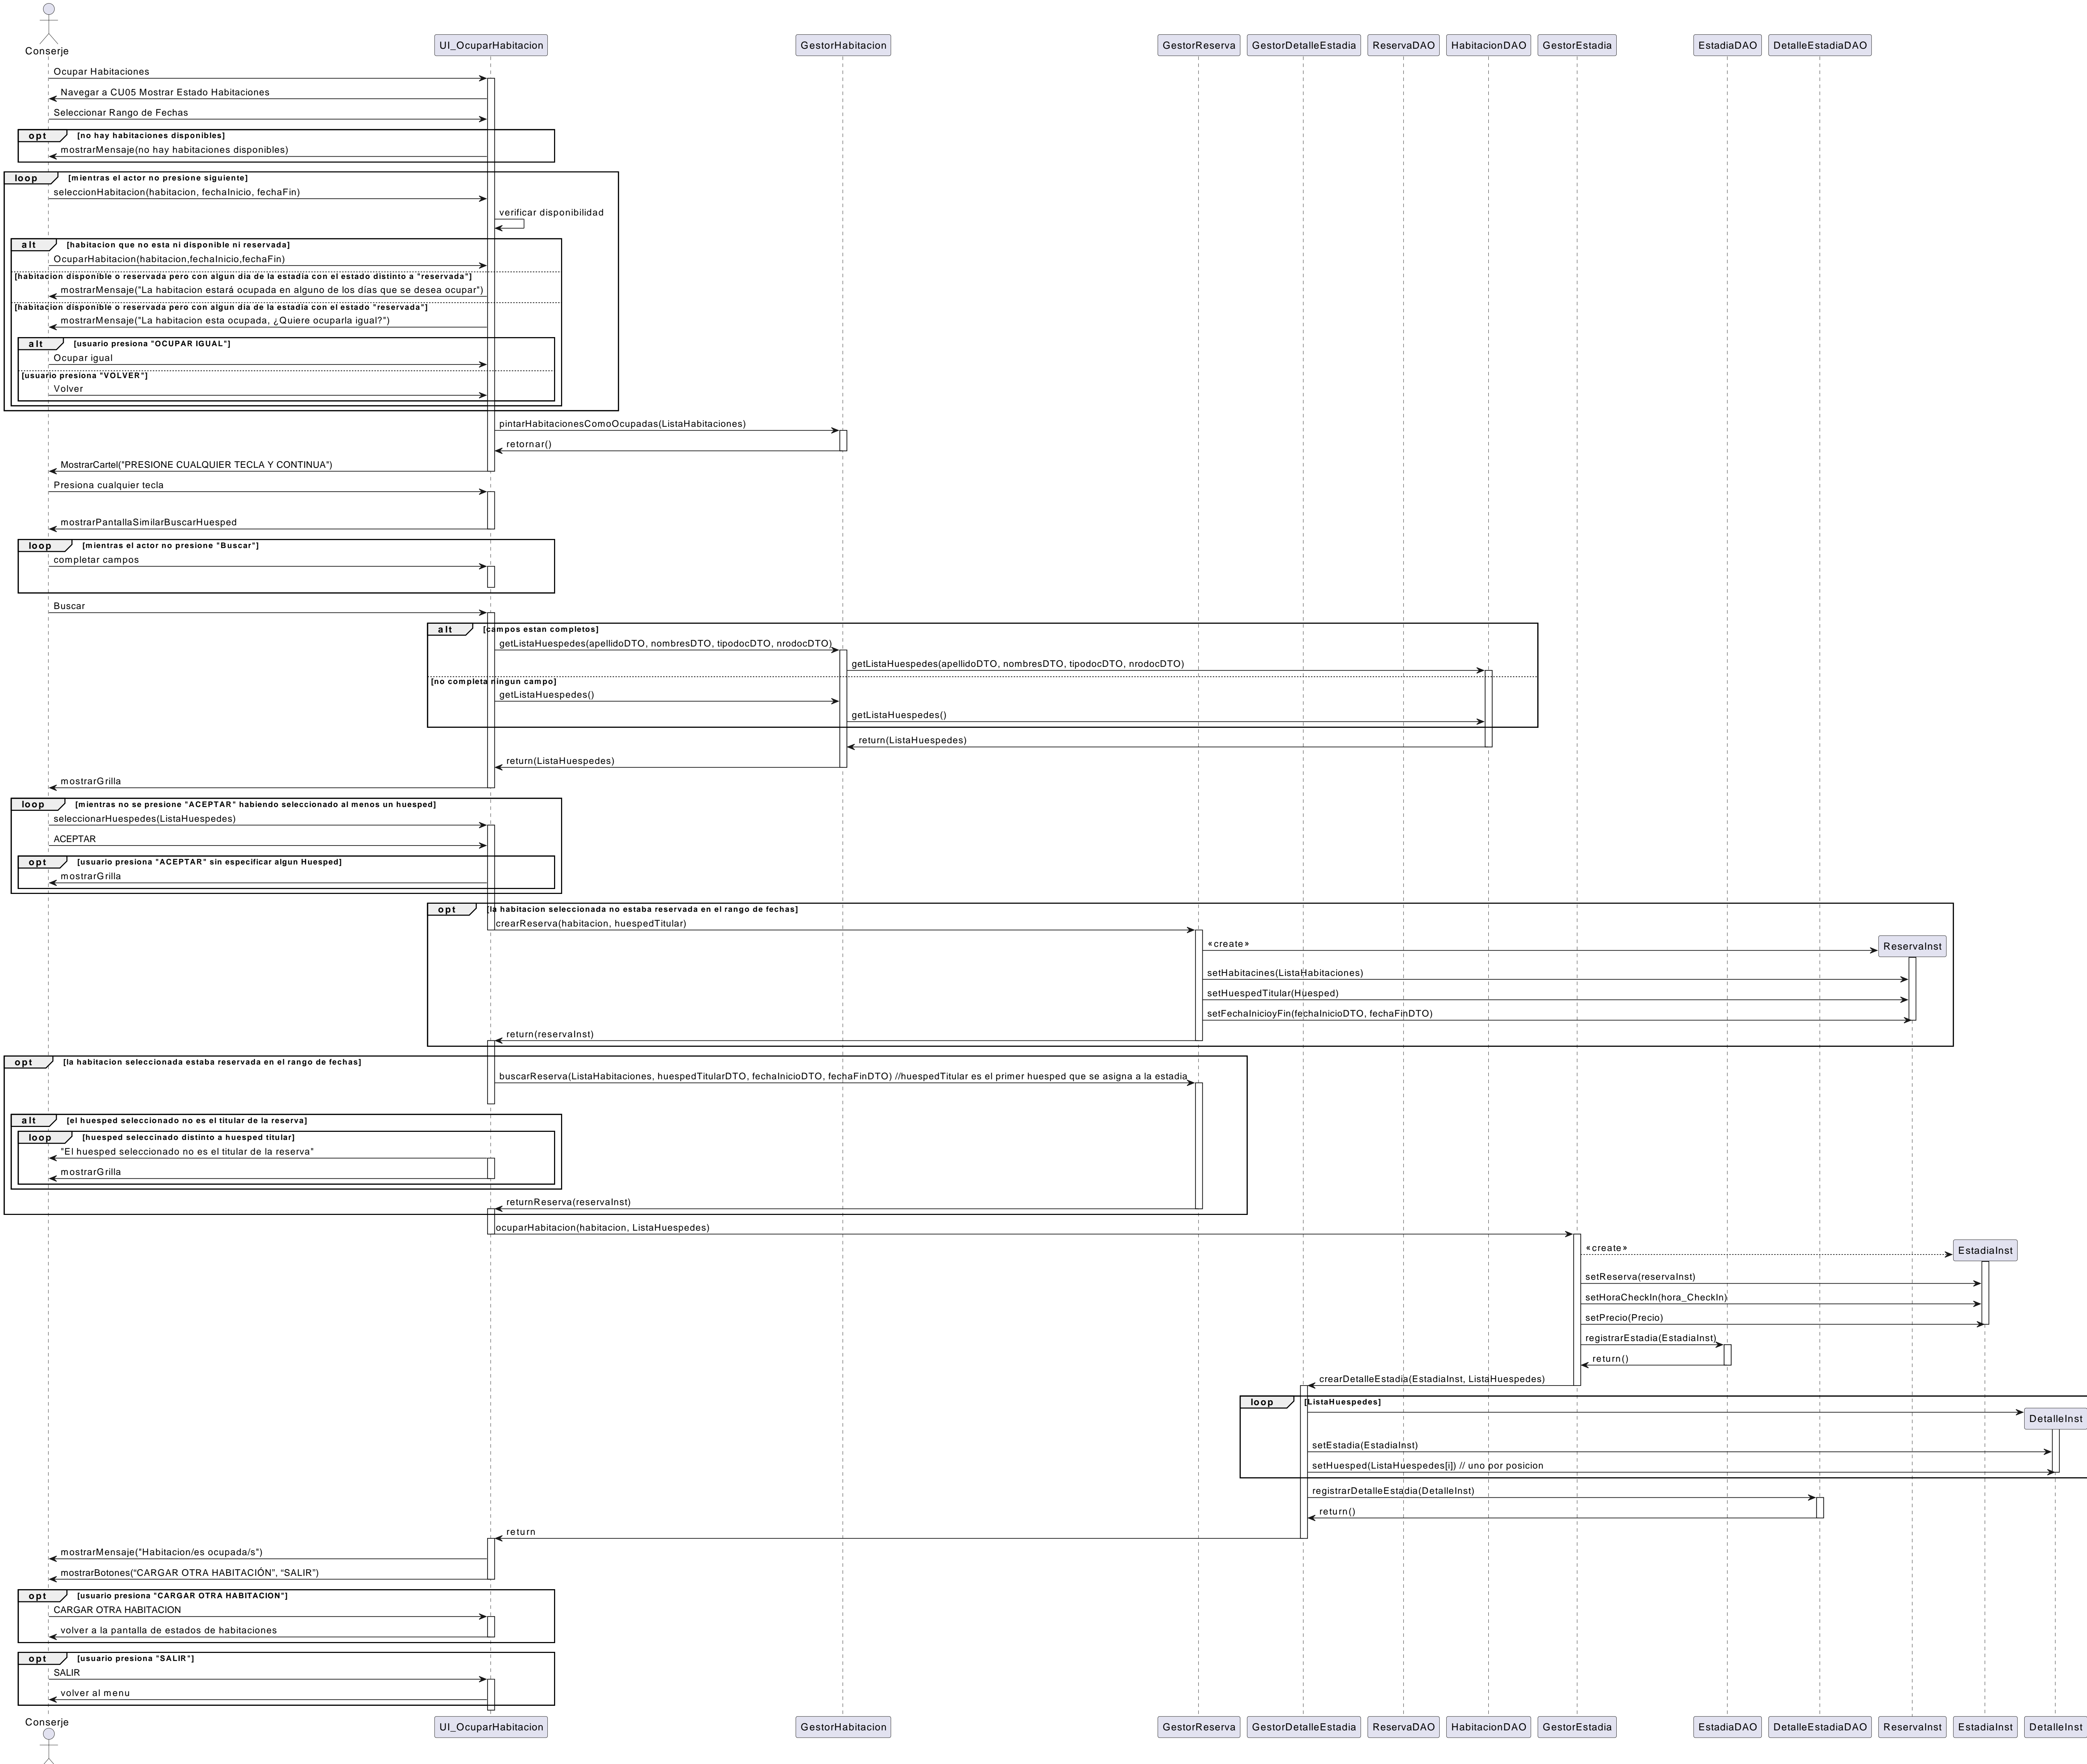 Conserje
UI_OcuparHabitacion
GestorHabitacion
GestorReserva
GestorDetalleEstadia
ReservaDAO
HabitacionDAO
GestorEstadia
EstadiaDAO
DetalleEstadiaDAO
Ocupar Habitaciones
Navegar a CU05 Mostrar Estado Habitaciones
Seleccionar Rango de Fechas
opt [no hay habitaciones disponibles]
mostrarMensaje(no hay habitaciones disponibles)
loop [mientras el actor no presione siguiente]
seleccionHabitacion(habitacion, fechaInicio, fechaFin)
verificar disponibilidad
alt [habitacion que no esta ni disponible ni reservada]
OcuparHabitacion(habitacion,fechaInicio,fechaFin)
[habitacion disponible o reservada pero con algun dia de la estadia con el estado distinto a "reservada"]
mostrarMensaje("La habitacion estará ocupada en alguno de los días que se desea ocupar")
[habitacion disponible o reservada pero con algun dia de la estadia con el estado "reservada"]
mostrarMensaje("La habitacion esta ocupada, ¿Quiere ocuparla igual?")
alt [usuario presiona "OCUPAR IGUAL"]
Ocupar igual
[usuario presiona "VOLVER"]
Volver
pintarHabitacionesComoOcupadas(ListaHabitaciones)
retornar()
MostrarCartel("PRESIONE CUALQUIER TECLA Y CONTINUA")
Presiona cualquier tecla
mostrarPantallaSimilarBuscarHuesped
loop [mientras el actor no presione "Buscar"]
completar campos
Buscar
alt [campos estan completos]
getListaHuespedes(apellidoDTO, nombresDTO, tipodocDTO, nrodocDTO)
getListaHuespedes(apellidoDTO, nombresDTO, tipodocDTO, nrodocDTO)
[no completa ningun campo]
getListaHuespedes()
getListaHuespedes()
return(ListaHuespedes)
return(ListaHuespedes)
mostrarGrilla
loop [mientras no se presione "ACEPTAR" habiendo seleccionado al menos un huesped]
seleccionarHuespedes(ListaHuespedes)
ACEPTAR
opt [usuario presiona "ACEPTAR" sin especificar algun Huesped]
mostrarGrilla
opt [la habitacion seleccionada no estaba reservada en el rango de fechas]
crearReserva(habitacion, huespedTitular)
«create»
ReservaInst
setHabitacines(ListaHabitaciones)
setHuespedTitular(Huesped)
setFechaInicioyFin(fechaInicioDTO, fechaFinDTO)
return(reservaInst)
opt [la habitacion seleccionada estaba reservada en el rango de fechas]
buscarReserva(ListaHabitaciones, huespedTitularDTO, fechaInicioDTO, fechaFinDTO) //huespedTitular es el primer huesped que se asigna a la estadia
alt [el huesped seleccionado no es el titular de la reserva]
loop [huesped seleccinado distinto a huesped titular]
"El huesped seleccionado no es el titular de la reserva"
mostrarGrilla
returnReserva(reservaInst)
ocuparHabitacion(habitacion, ListaHuespedes)
«create»
EstadiaInst
setReserva(reservaInst)
setHoraCheckIn(hora_CheckIn)
setPrecio(Precio)
registrarEstadia(EstadiaInst)
return()
crearDetalleEstadia(EstadiaInst, ListaHuespedes)
loop [ListaHuespedes]
DetalleInst
setEstadia(EstadiaInst)
setHuesped(ListaHuespedes[i]) // uno por posicion
registrarDetalleEstadia(DetalleInst)
return()
return
mostrarMensaje("Habitacion/es ocupada/s")
mostrarBotones(“CARGAR OTRA HABITACIÓN”, “SALIR”)
opt [usuario presiona "CARGAR OTRA HABITACION"]
CARGAR OTRA HABITACION
volver a la pantalla de estados de habitaciones
opt [usuario presiona "SALIR"]
SALIR
volver al menu
Conserje
UI_OcuparHabitacion
GestorHabitacion
GestorReserva
GestorDetalleEstadia
ReservaDAO
HabitacionDAO
GestorEstadia
EstadiaDAO
DetalleEstadiaDAO
ReservaInst
EstadiaInst
DetalleInst